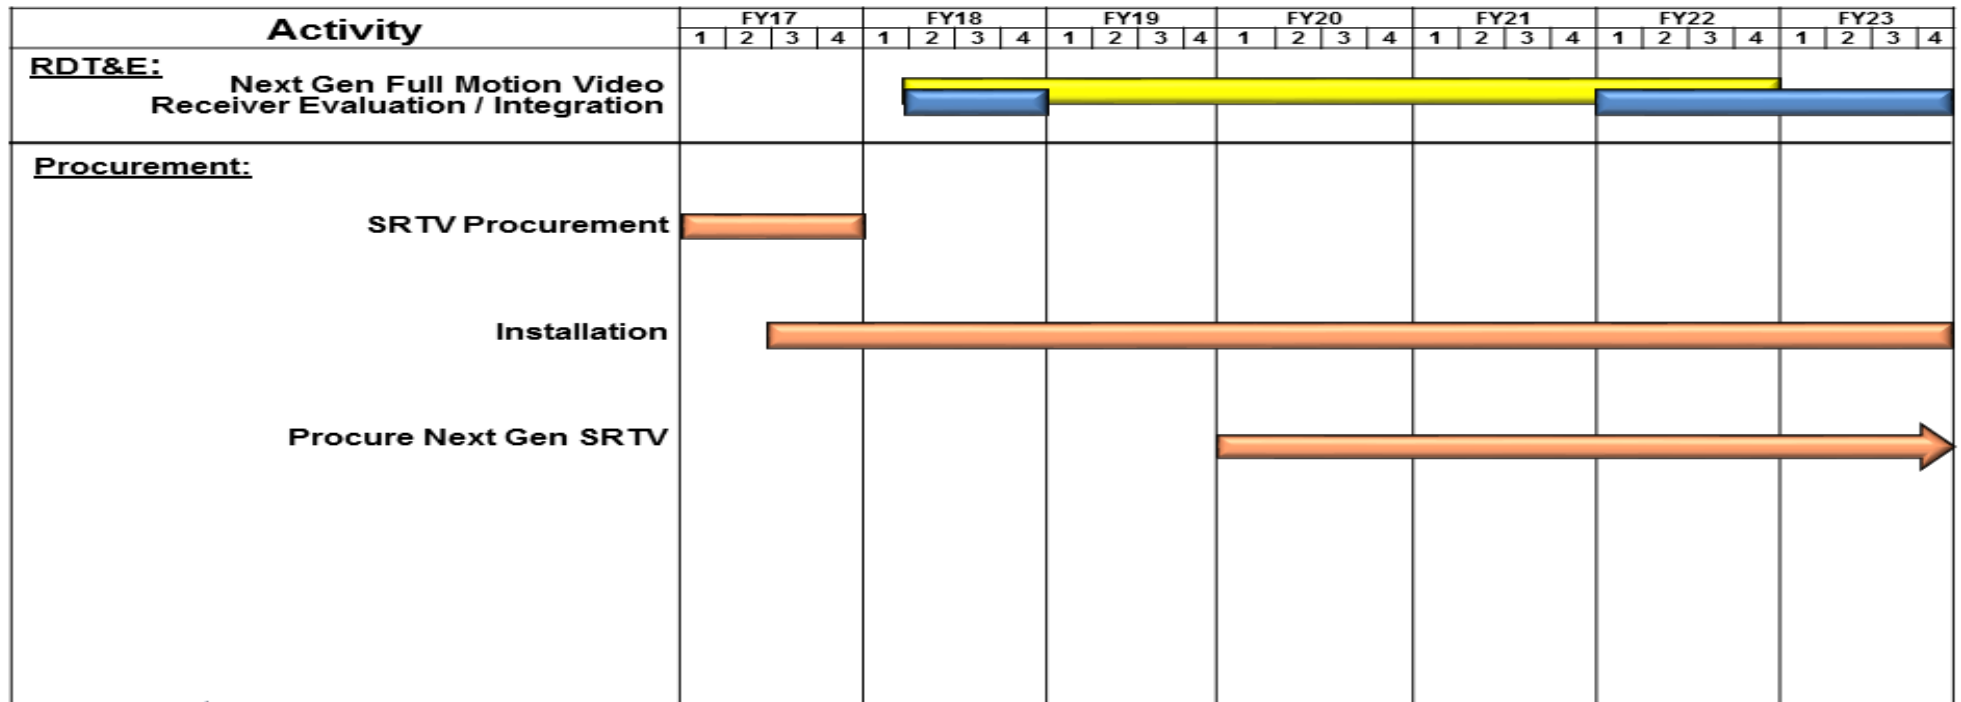 Activity FY17 FY18 FY19 FY20 FY21 FY22 FY23
1 2 3 4 1 2 3 4 1 2 3 4 1 2 3 4 1 2 3 4 1 2 3 4 1 2 3 4
RDT&E:
Next Gen Full Motion Video
Receiver Evaluation / Integration
Procurement:
SRTV Procurement
Installation
Procure Next Gen SRTV